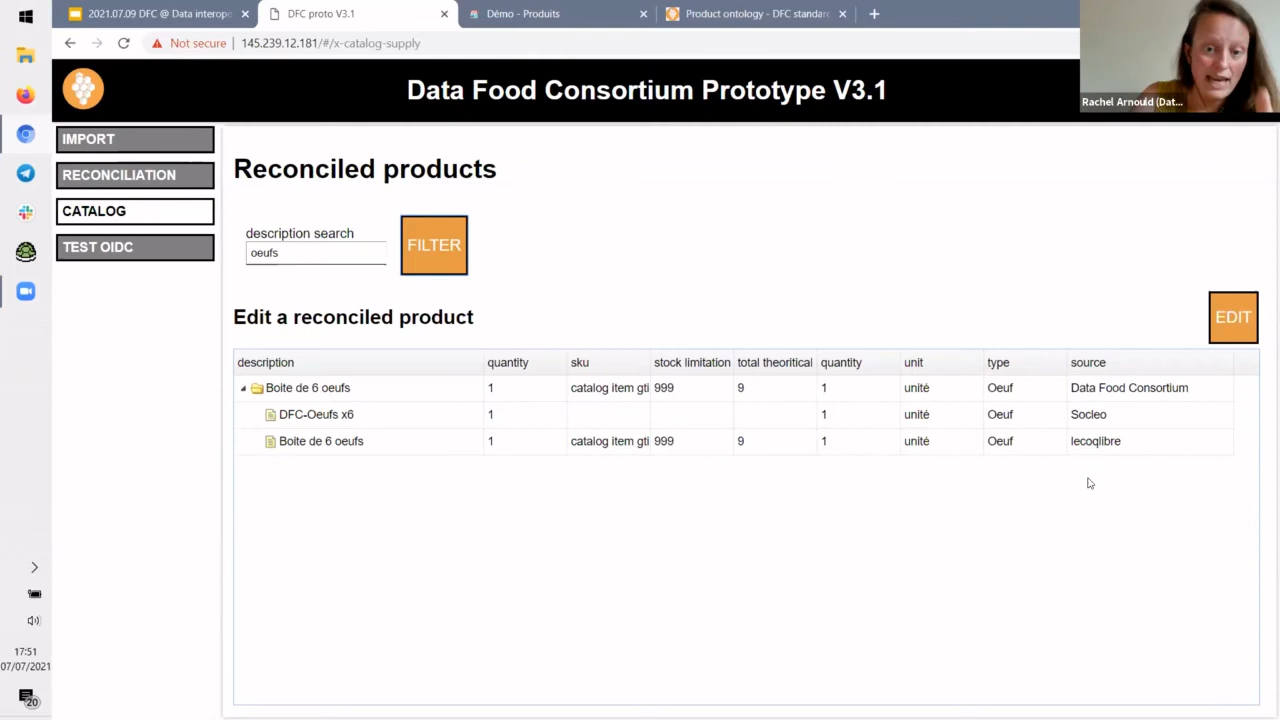 2021.07.09 DFC @ Data interope
DFC proto V3.1
Démo - Produits
Product ontology - DFC standar
Not secure
145.239.12.181/#/x-catalog-supply
Rachel Arnould (Dat...
Data Food Consortium Prototype V3.1
IMPORT
RECONCILIATION
CATALOG
TEST OIDC
Reconciled products
description search
oeufs
FILTER
Edit a reconciled product
EDIT
description quantity sku stock limitation total theoritical quantity unit type source
Boite de 6 oeufs 1 catalog item gti 999 9 1 unité Oeuf Data Food Consortium
DFC-Oeufs x6 1 1 unité Oeuf Socleo
Boite de 6 oeufs 1 catalog item gti 999 9 1 unité Oeuf lecoqlibre
17:51
07/07/2021
20